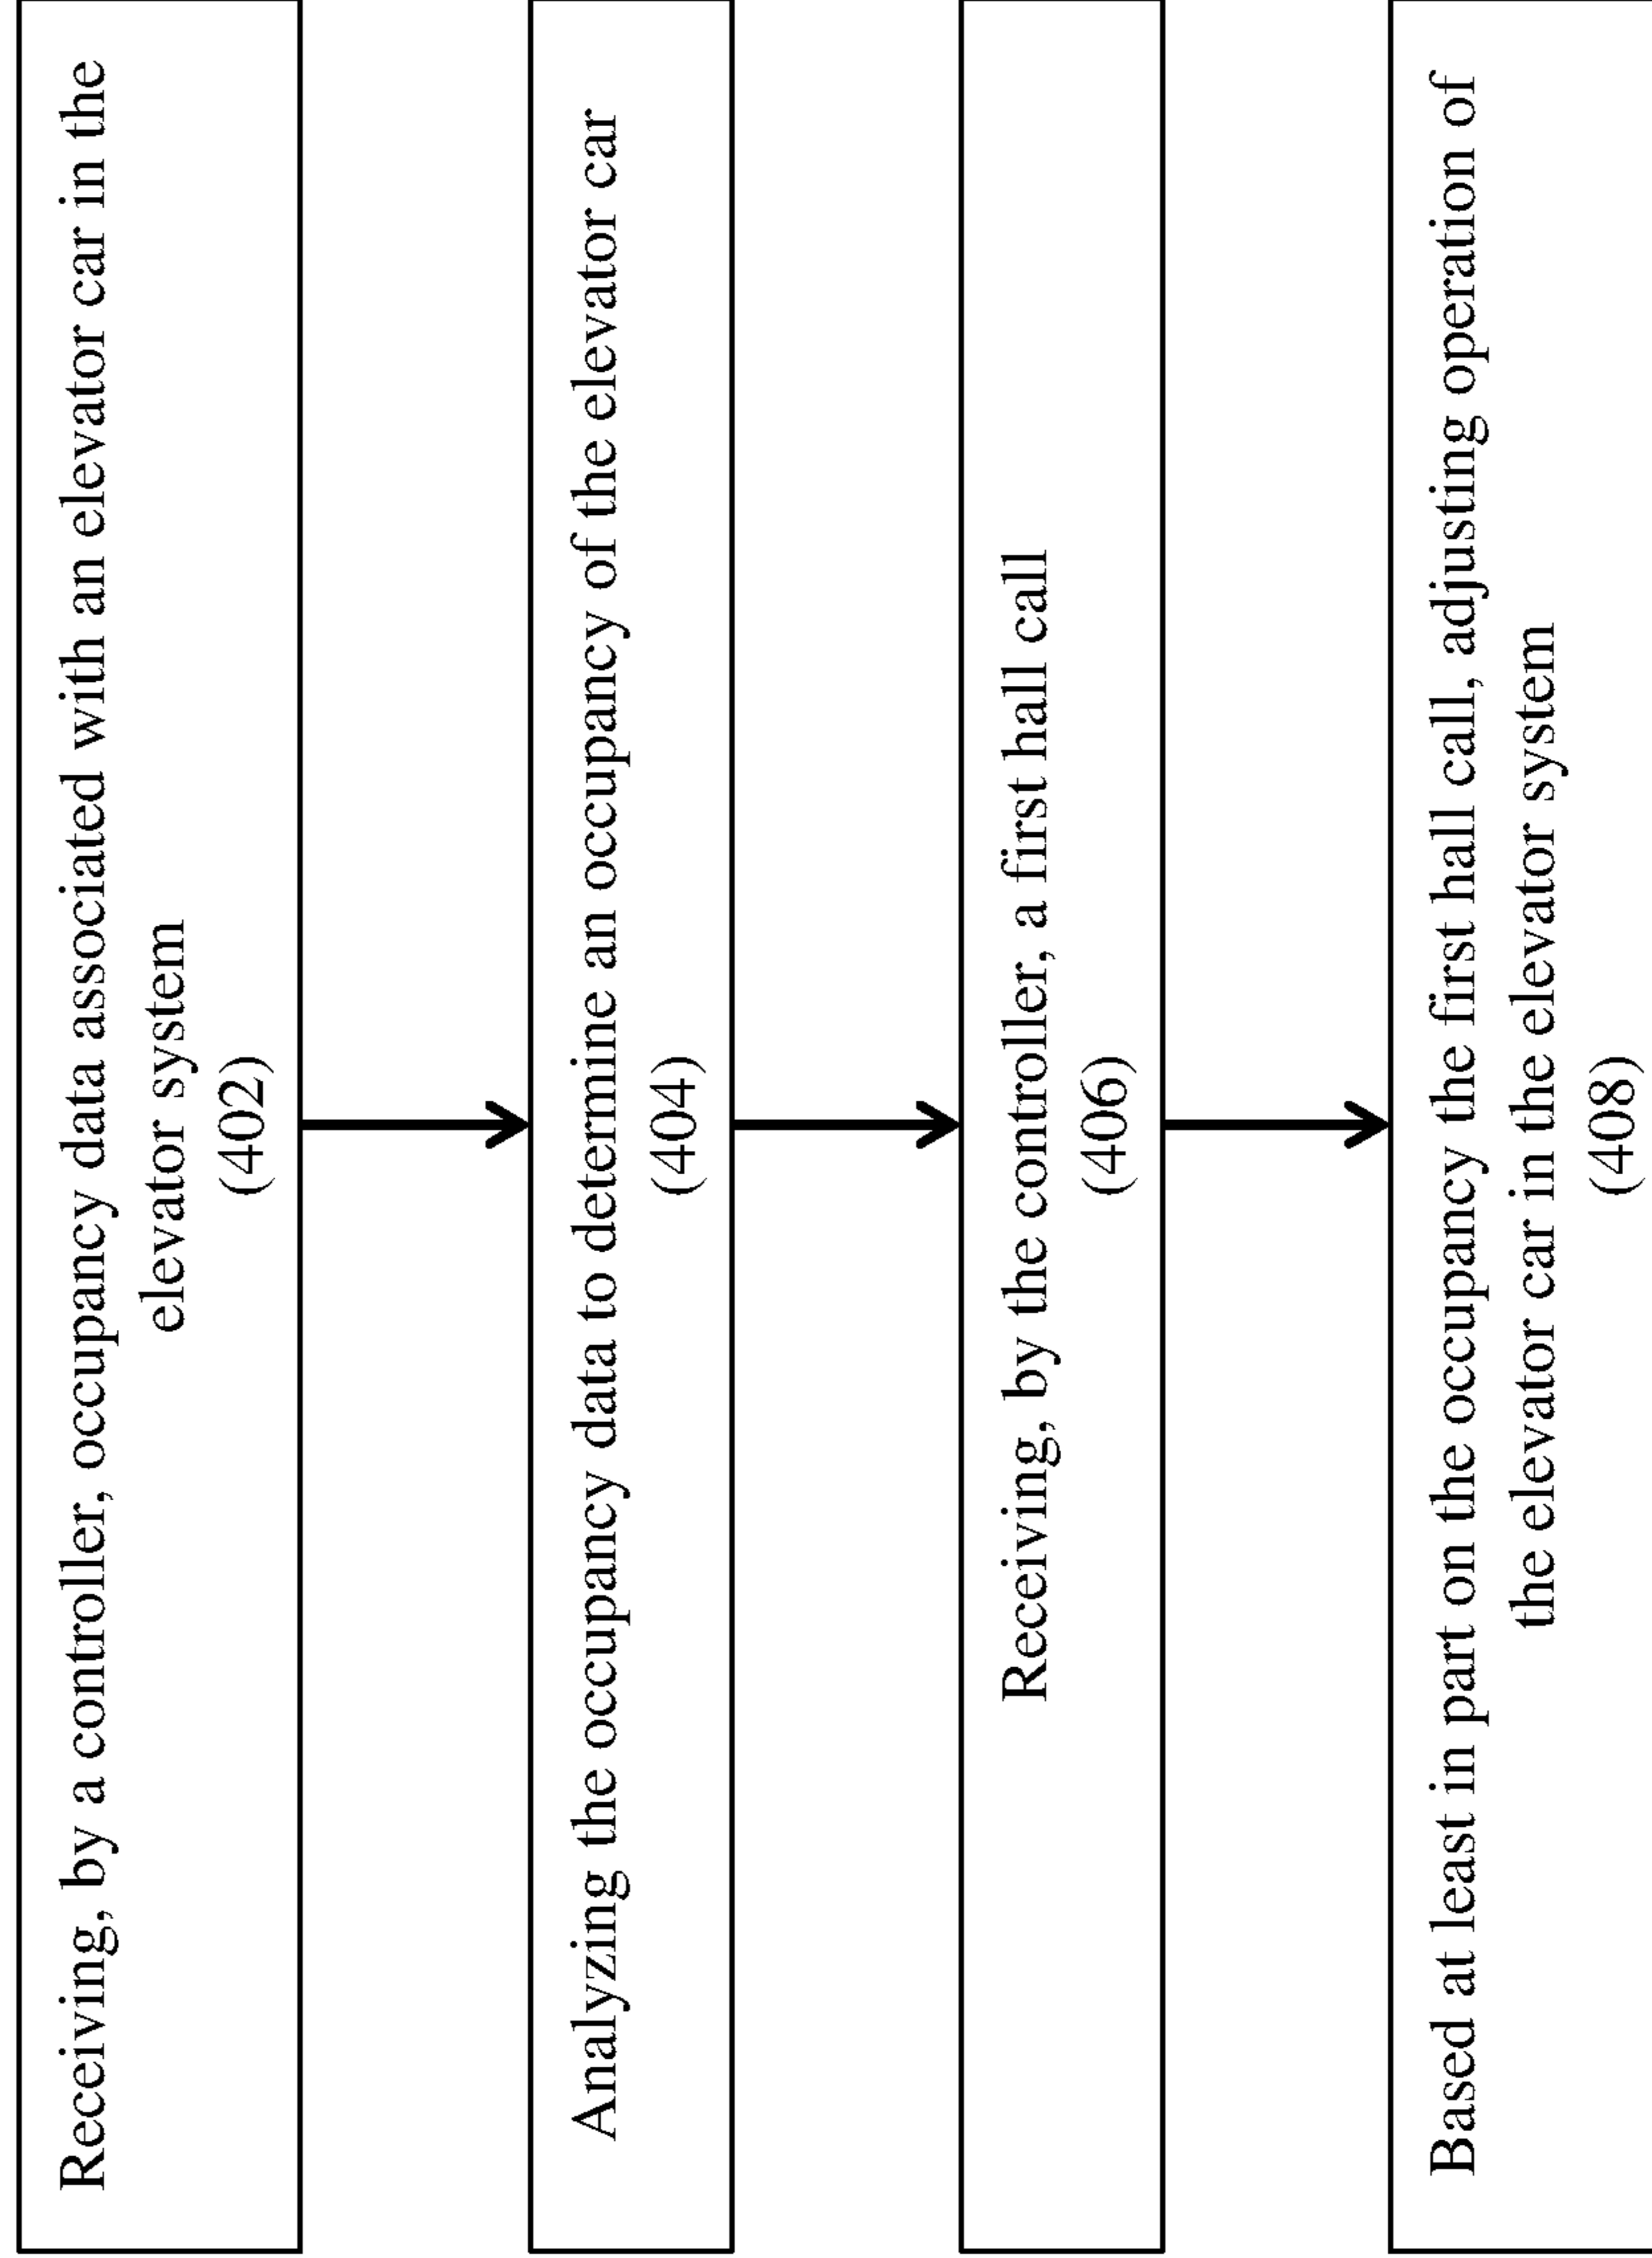 Receiving, by a controller, occupancy data associated with an elevator car in the
elevator system
(402)
Analyzing the occupancy data to determine an occupancy of the elevator car
(404)
Receiving, by the controller, a first hall call
(406)
Based at least in part on the occupancy the first hall call, adjusting operation of
the elevator car in the elevator system
(408)